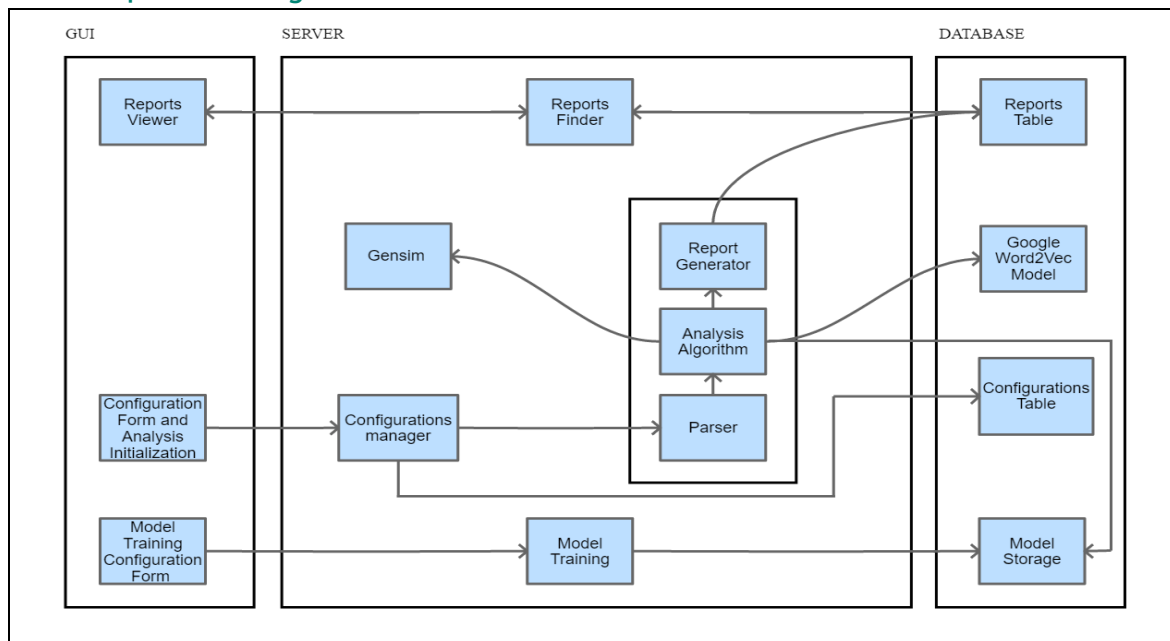 GUI
SERVER
DATABASE
Reports
Viewer
Reports
Finder
Reports
Table
Gensim
Report
Generator
Google
Word2Vec
Model
Analysis
Algorithm
Configuration
Form and
Analysis
Initialization
Configurations
manager
Parser
Configurations
Table
Model
Training
Configuration
Form
Model
Training
Model
Storage